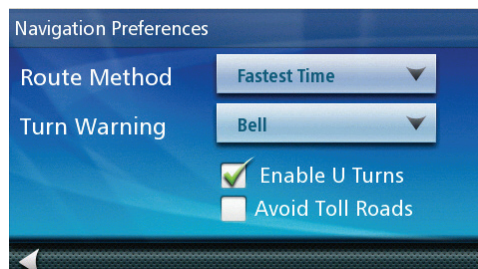 Navigation Preferences
Route Method Fastest Time
Turn Warning Bell
Enable U Turns
Avoid Toll Roads